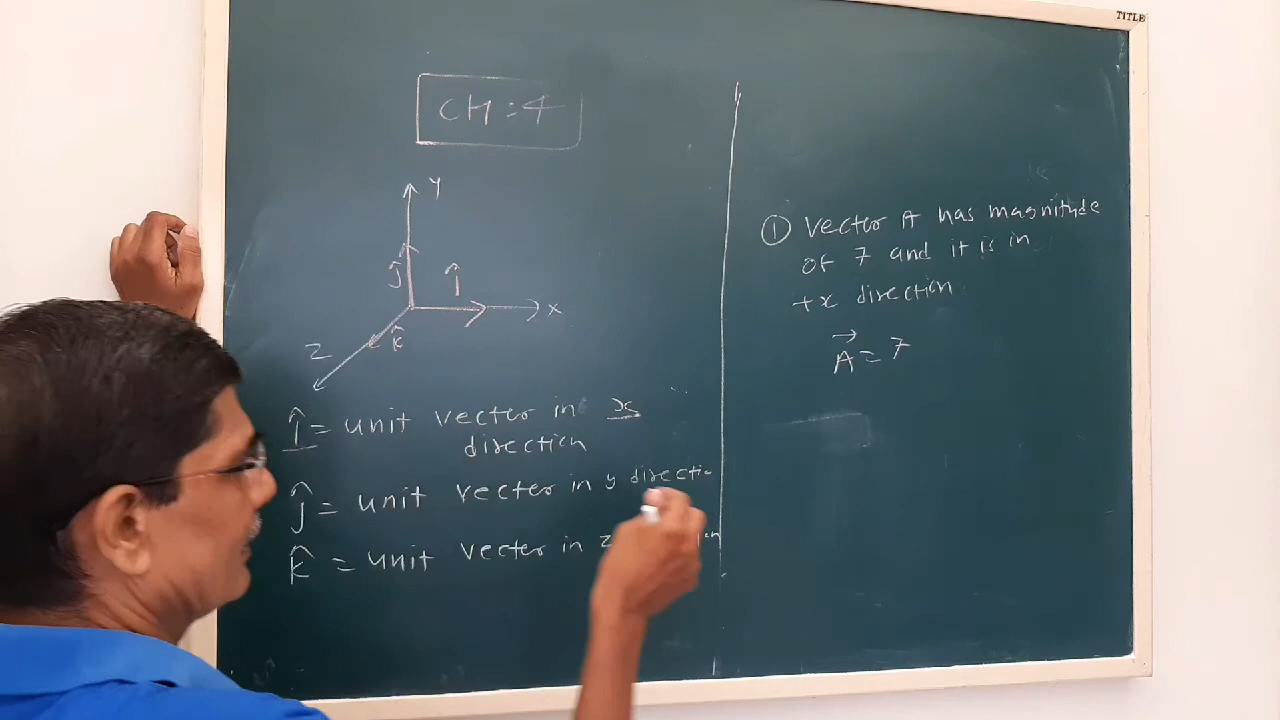 TITLE
CH = 4
Y
ĵ
î
X
Z
k̂
î = unit vector in x
direction
ĵ = unit vector in y directio
k̂ = unit vector in z
① Vector A has magnitude
of 7 and it is in
+x direction
A⃗ = 7